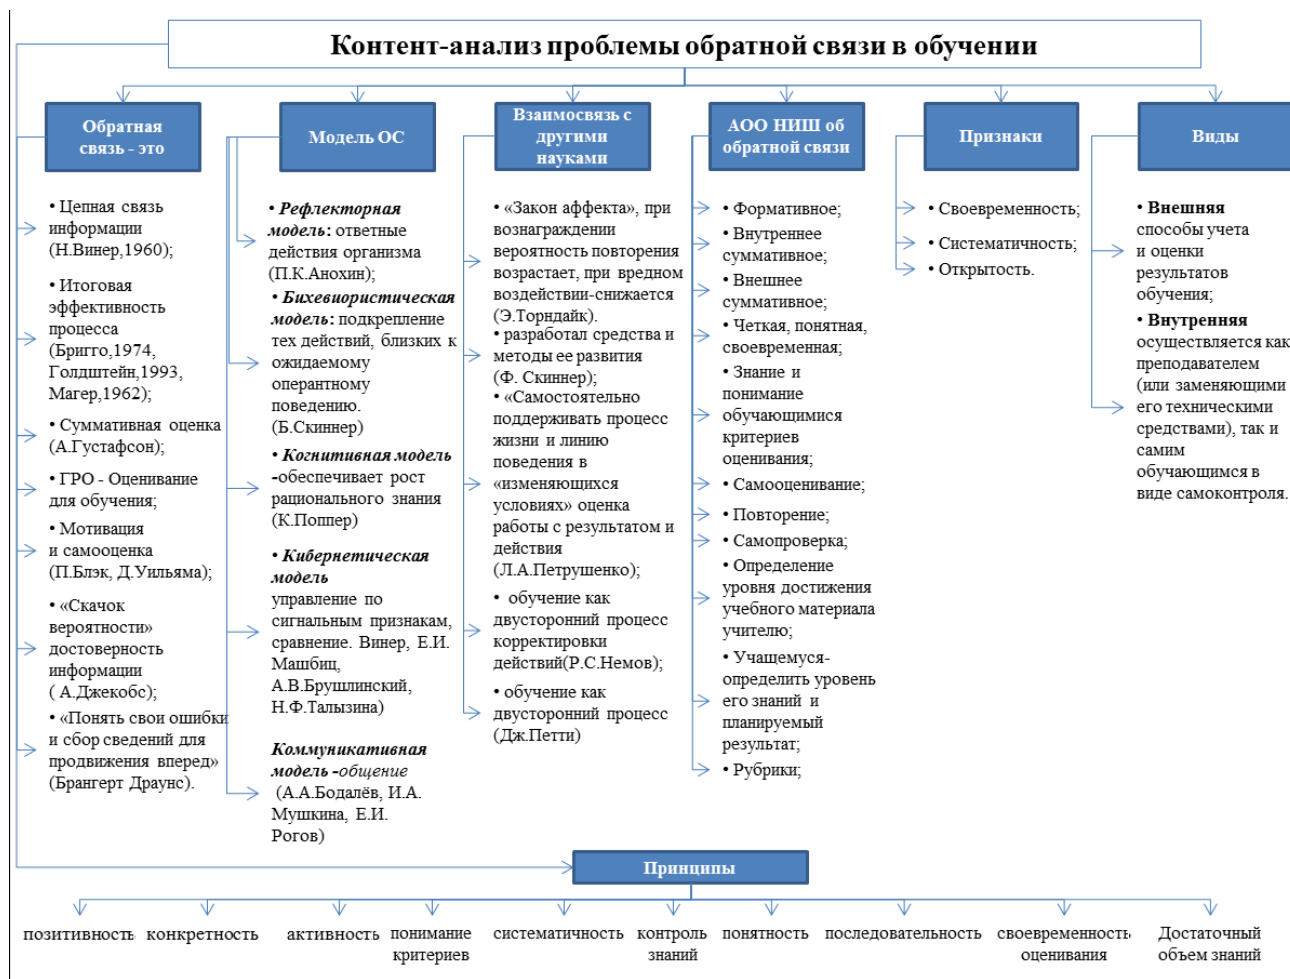 Контент-анализ проблемы обратной связи в обучении
Обратная
связь - это
• Цепная связь
информации
(Н.Винер,1960);
• Итоговая
эффективность
процесса
(Бригго,1974,
Голдштейн,1993,
Магер,1962);
• Суммативная оценка
(А.Густафсон);
• ГРО - Оценивание
для обучения;
• Мотивация
и самооценка
(П.Блэк, Д.Уильяма);
• «Скачок
вероятности»
достоверность
информации
( А.Джекобс);
• «Понять свои ошибки
и сбор сведений для
продвижения вперед»
(Брангерт Драунс).
Модель ОС
• Рефлекторная
модель: ответные
действия организма
(П.К.Анохин);
• Бихевиористическая
модель: подкрепление
тех действий, близких к
ожидаемому
оперантному
поведению.
(Б.Скиннер)
• Когнитивная модель
-обеспечивает рост
рационального знания
(К.Поппер)
• Кибернетическая
модель
управление по
сигнальным признакам,
сравнение. Винер, Е.И.
Машбиц,
А.В.Брушлинский,
Н.Ф.Талызина)
Коммуникативная
модель -общение
(А.А.Бодалёв, И.А.
Мушкина, Е.И.
Рогов)
Взаимосвязь с
другими
науками
• «Закон аффекта», при
вознаграждении
вероятность повторения
возрастает, при вредном
воздействии-снижается
(Э.Торндайк).
• разработал средства и
методы ее развития
(Ф. Скиннер);
• «Самостоятельно
поддерживать процесс
жизни и линию
поведения в
«изменяющихся
условиях» оценка
работы с результатом и
действия
(Л.А.Петрушенко);
• обучение как
двусторонний процесс
корректировки
действий(Р.С.Немов);
• обучение как
двусторонний процесс
(Дж.Петти)
АОО НИШ об
обратной связи
• Формативное;
• Внутреннее
суммативное;
• Внешнее
суммативное;
• Четкая, понятная,
своевременная;
• Знание и
понимание
обучающимися
критериев
оценивания;
• Самооценивание;
• Повторение;
• Самопроверка;
• Определение
уровня достижения
учебного материала
учителю;
• Учащемуся-
определить уровень
его знаний и
планируемый
результат;
• Рубрики;
Признаки
• Своевременность;
• Систематичность;
• Открытость.
Виды
• Внешняя
способы учета
и оценки
результатов
обучения;
• Внутренняя
осуществляется как
преподавателем
(или заменяющими
его техническими
средствами), так и
самим
обучающимся в
виде самоконтроля.
Принципы
позитивность
конкретность
активность
понимание
критериев
систематичность
контроль
знаний
понятность
последовательность
своевременность
оценивания
Достаточный
объем знаний